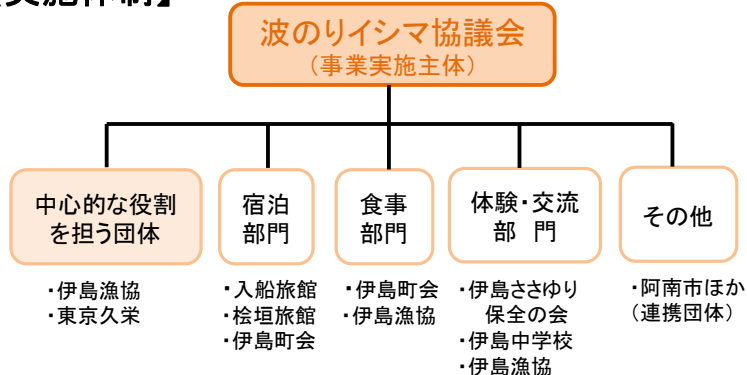 波のりイシマ協議会
（事業実施主体）
中心的な役割
を担う団体
・伊島漁協
・東京久栄
宿泊
部門
・入船旅館
・桧垣旅館
・伊島町会
食事
部門
・伊島町会
・伊島漁協
体験・交流
部 門
・伊島ささゆり
保全の会
・伊島中学校
・伊島漁協
その他
・阿南市ほか
（連携団体）